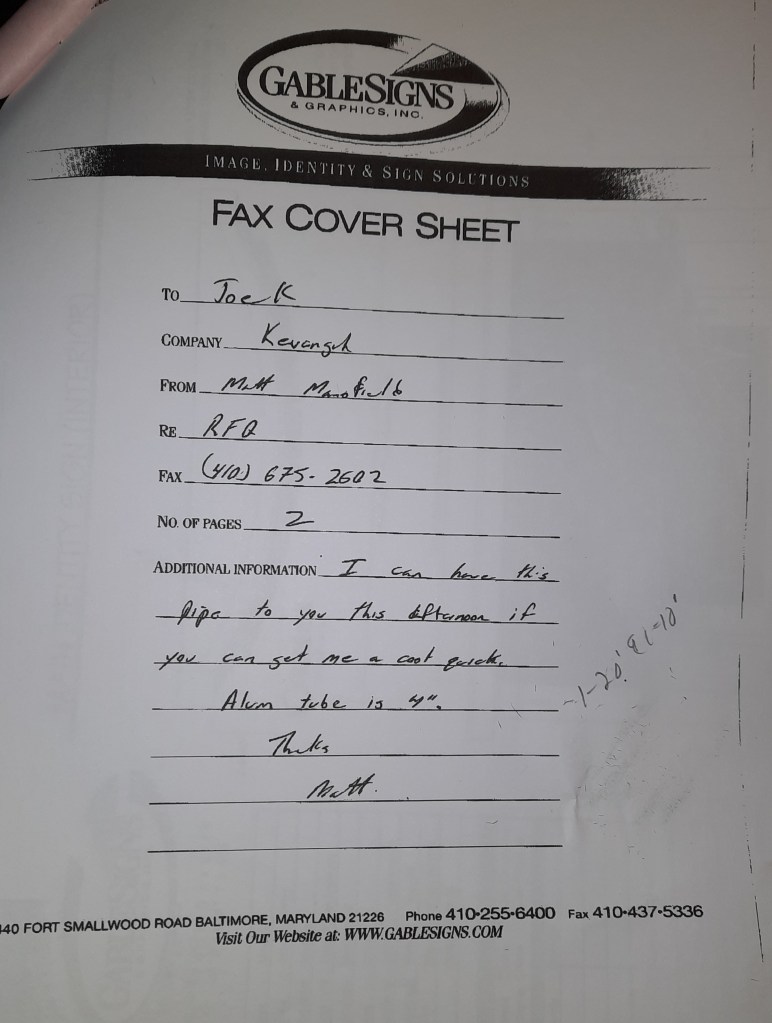 GABLESIGNS
& GRAPHICS, INC.
IMAGE, IDENTITY & SIGN SOLUTIONS
FAX COVER SHEET
TO Joe K
COMPANY
FROM Matt Mansfield
RE RFQ
FAX (410) 675-2602
NO. OF PAGES 2
ADDITIONAL INFORMATION I can have this
pipe to you this afternoon if
you can get me a cost quick.
Alum tube is 4".
Thanks
Matt.
40 FORT SMALLWOOD ROAD BALTIMORE, MARYLAND 21226 Phone 410•255•6400 Fax 410•437•5336
Visit Our Website at: WWW.GABLESIGNS.COM